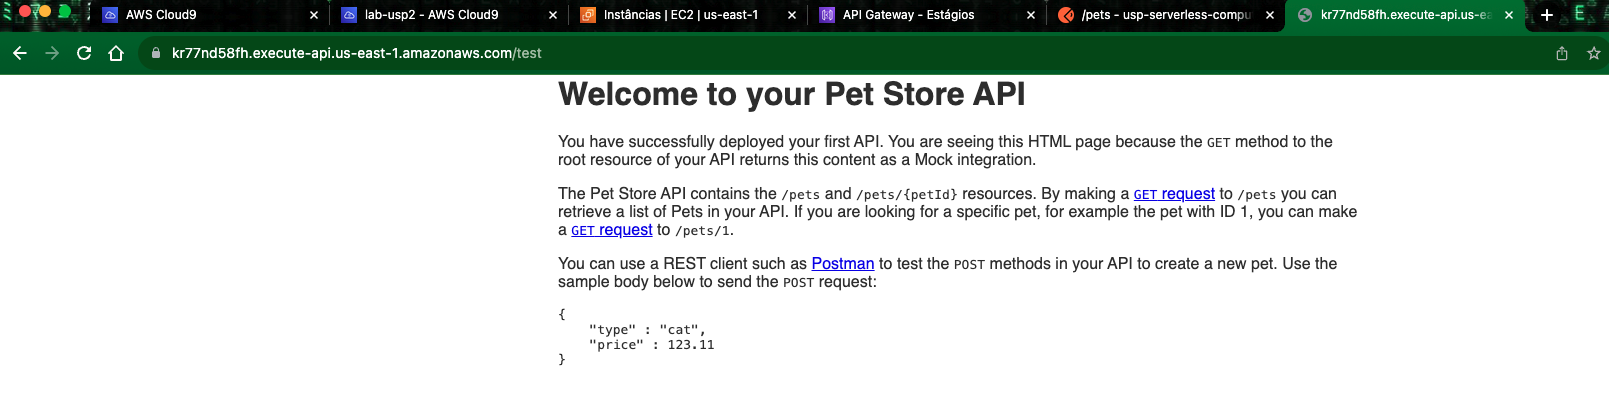 AWS Cloud9
lab-usp2 - AWS Cloud9
Instâncias | EC2 | us-east-1
API Gateway - Estágios
/pets - usp-serverless-compu
kr77nd58fh.execute-api.us-ea
kr77nd58fh.execute-api.us-east-1.amazonaws.com/test
Welcome to your Pet Store API
You have successfully deployed your first API. You are seeing this HTML page because the GET method to the
root resource of your API returns this content as a Mock integration.
The Pet Store API contains the /pets and /pets/{petId} resources. By making a GET request to /pets you can
retrieve a list of Pets in your API. If you are looking for a specific pet, for example the pet with ID 1, you can make
a GET request to /pets/1.
You can use a REST client such as Postman to test the POST methods in your API to create a new pet. Use the
sample body below to send the POST request:
{
"type" : "cat",
"price" : 123.11
}